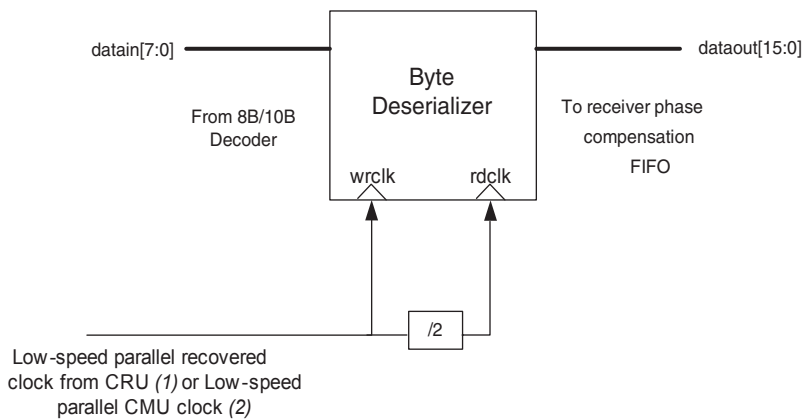 datain[7:0]
dataout[15:0]
Byte
Deserializer
From 8B/10B
Decoder
To receiver phase
compensation
FIFO
wrclk
rdclk
/2
Low-speed parallel recovered
clock from CRU (1) or Low-speed
parallel CMU clock (2)